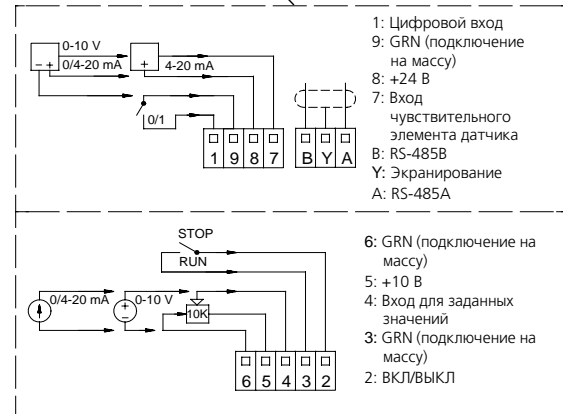 0-10 V
- +
0/4-20 mA
+
4-20 mA
0/1
1 9 8 7
B Y A
1: Цифровой вход
9: GRN (подключение
на массу)
8: +24 В
7: Вход
чувствительного
элемента датчика
B: RS-485B
Y: Экранирование
A: RS-485A
STOP
RUN
0/4-20 mA
+
-
0-10 V
10K
6 5 4 3 2
6: GRN (подключение на
массу)
5: +10 В
4: Вход для заданных
значений
3: GRN (подключение на
массу)
2: ВКЛ/ВЫКЛ